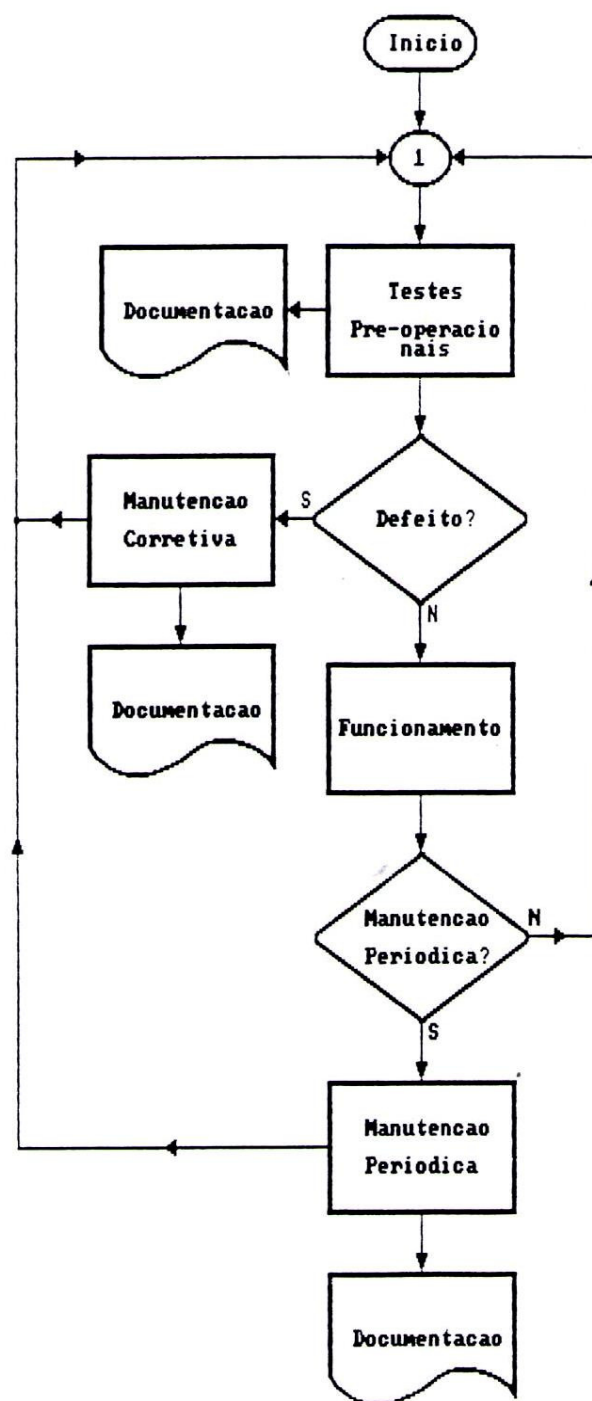 Inicio
1
Testes
Pre-operacio
nais
Documentacao
Defeito?
S
N
Manutencao
Corretiva
Documentacao
Funcionamento
Manutencao
Periodica?
N
S
Manutencao
Periodica
Documentacao